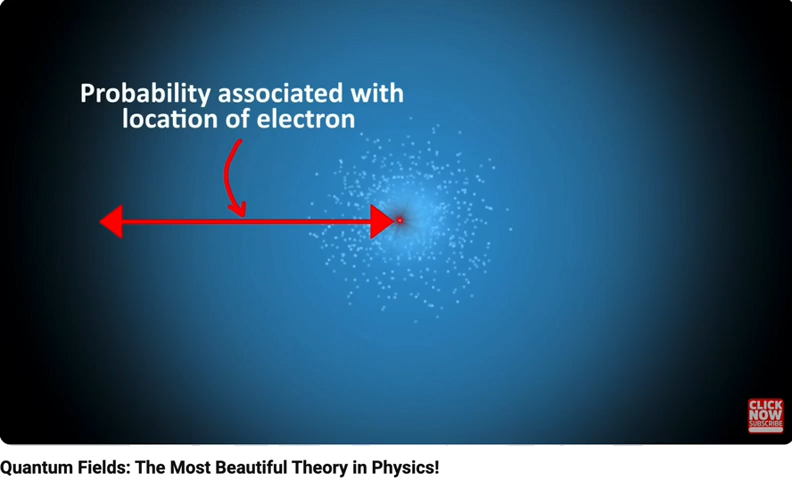 Probability associated with
location of electron
CLICK
NOW
SUBSCRIBE
Quantum Fields: The Most Beautiful Theory in Physics!